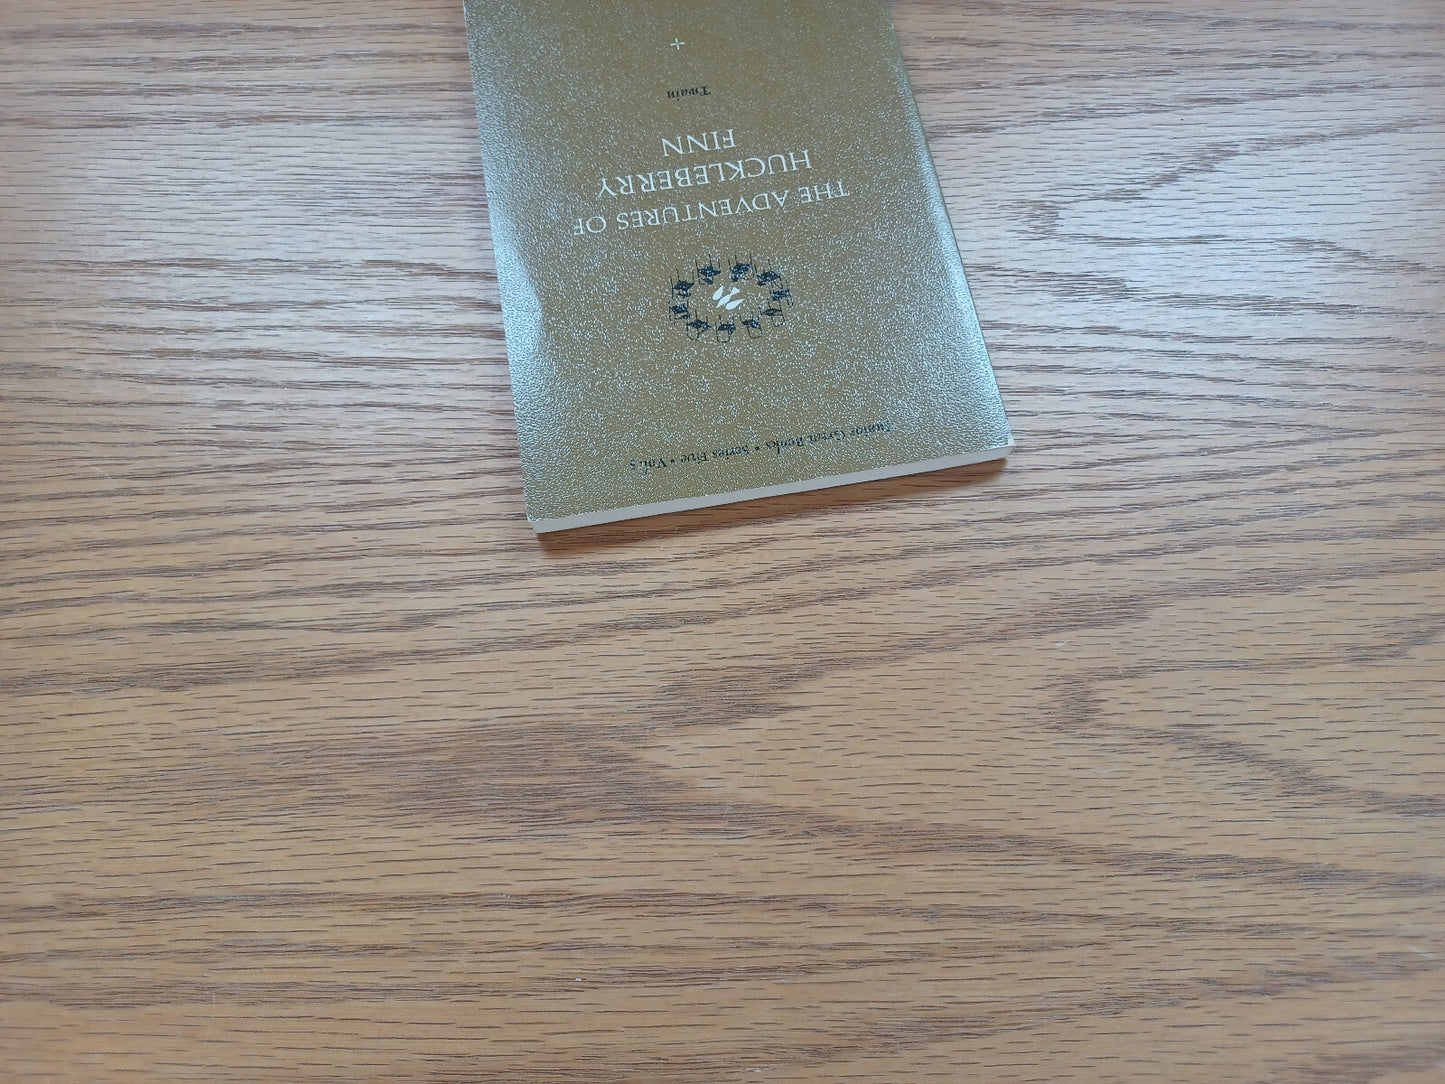 Junior Great Books • Series Five • Vol. 5
THE ADVENTURES OF
HUCKLEBERRY
FINN
Twain
+